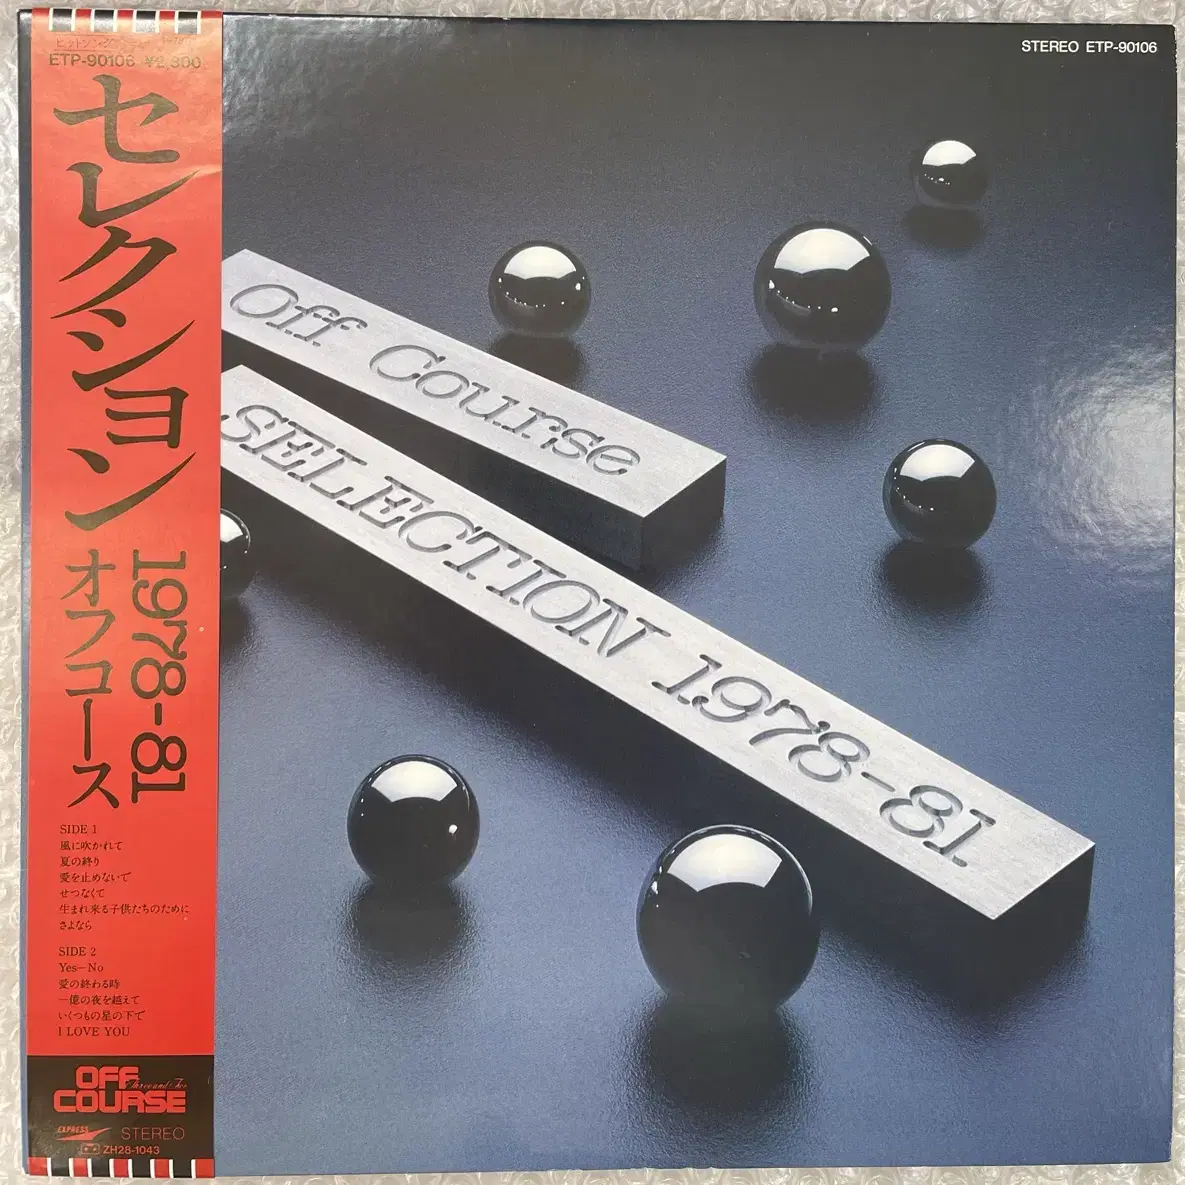 STEREO ETP-90106
ETP-90106 ¥2,800
セレクション
1978-81
オフコース
Off Course
SELECTION 1978-81
SIDE 1
風に吹かれて
夏の終り
愛を止めないで
せつなくて
生まれ来る子供たちのために
さよなら
SIDE 2
Yes-No
愛の終わる時
一億の夜を越えて
いくつもの星の下で
I LOVE YOU
OFF
Three and Two
COURSE
EXPRESS STEREO
ZH28-1043